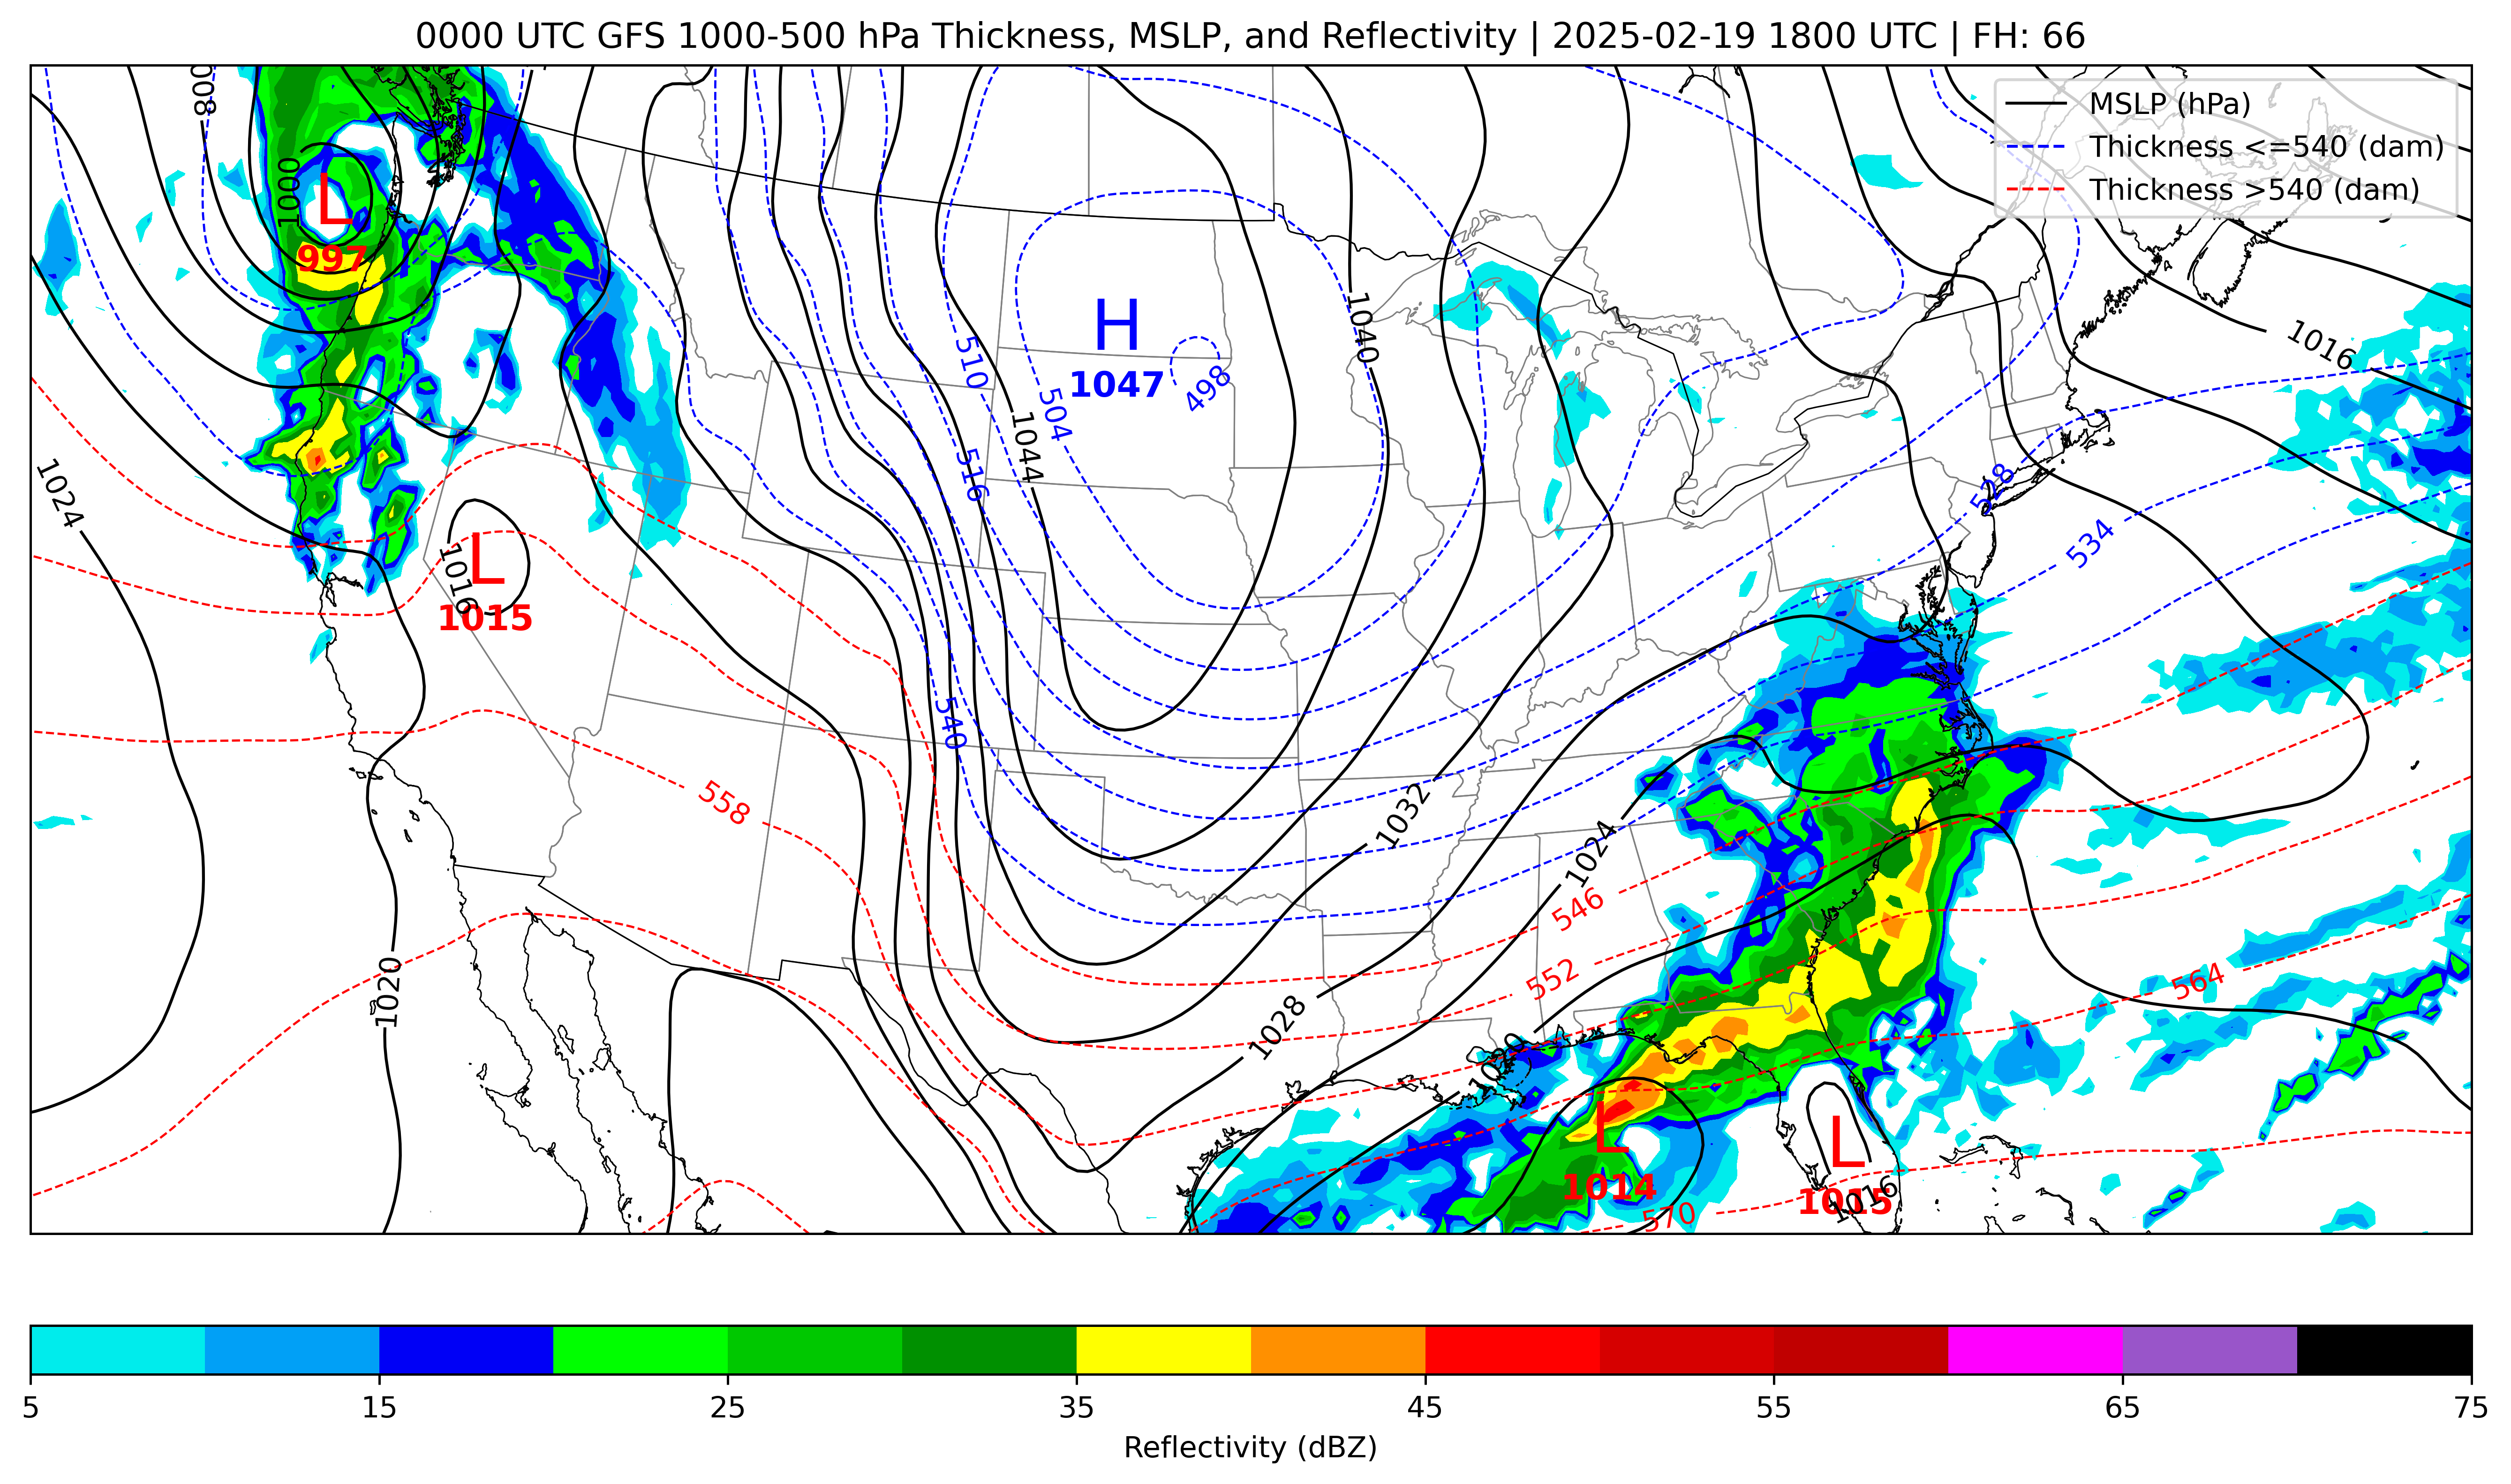 0000 UTC GFS 1000-500 hPa Thickness, MSLP, and Reflectivity | 2025-02-19 1800 UTC | FH: 66
MSLP (hPa)
Thickness <=540 (dam)
Thickness >540 (dam)
1000
L
997
H
1047
498
510
504
1040
1016
1044
516
1024
528
534
L
1016
1015
540
558
1032
1024
546
552
564
1020
1028
1020
L
1014
L
1015
1016
570
5 15 25 35 45 55 65 75
Reflectivity (dBZ)